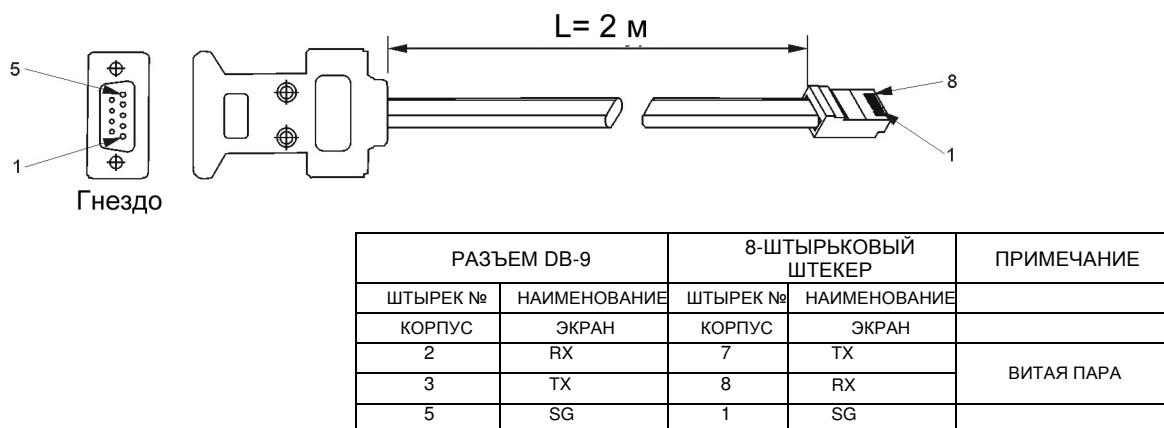 L= 2 м
5
8
1
1
Гнездо
РАЗЪЕМ DB-9
8-ШТЫРЬКОВЫЙ
ШТЕКЕР
ПРИМЕЧАНИЕ
ШТЫРЕК № НАИМЕНОВАНИЕ ШТЫРЕК № НАИМЕНОВАНИЕ
КОРПУС ЭКРАН КОРПУС ЭКРАН
2 RX 7 TX
ВИТАЯ ПАРА
3 TX 8 RX
5 SG 1 SG